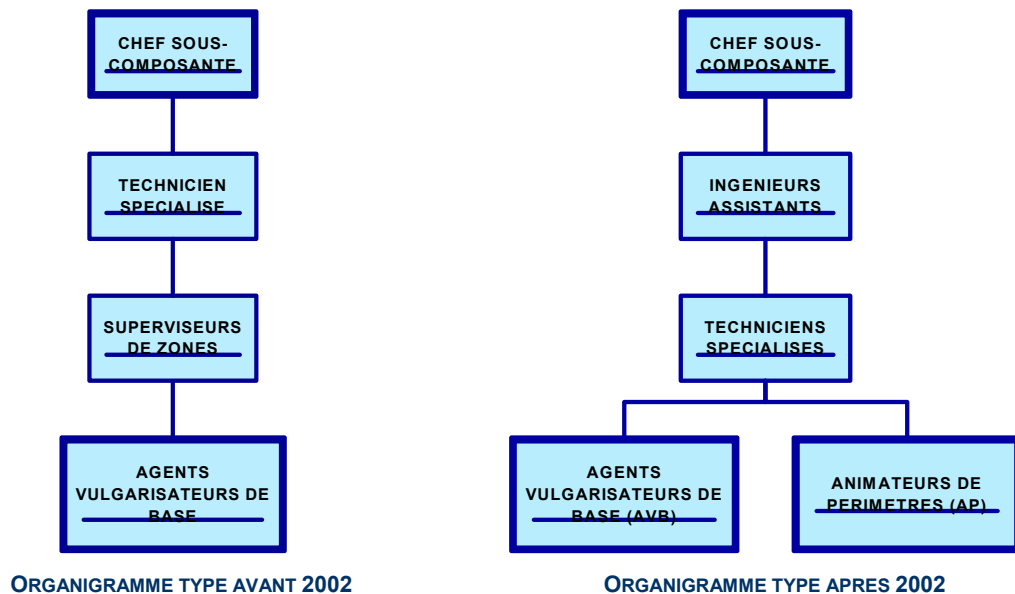 CHEF SOUS-
COMPOSANTE
TECHNICIEN
SPECIALISE
SUPERVISEURS
DE ZONES
AGENTS
VULGARISATEURS DE
BASE
ORGANIGRAMME TYPE AVANT 2002
CHEF SOUS-
COMPOSANTE
INGENIEURS
ASSISTANTS
TECHNICIENS
SPECIALISES
AGENTS
VULGARISATEURS DE
BASE (AVB)
ANIMATEURS DE
PERIMETRES (AP)
ORGANIGRAMME TYPE APRES 2002